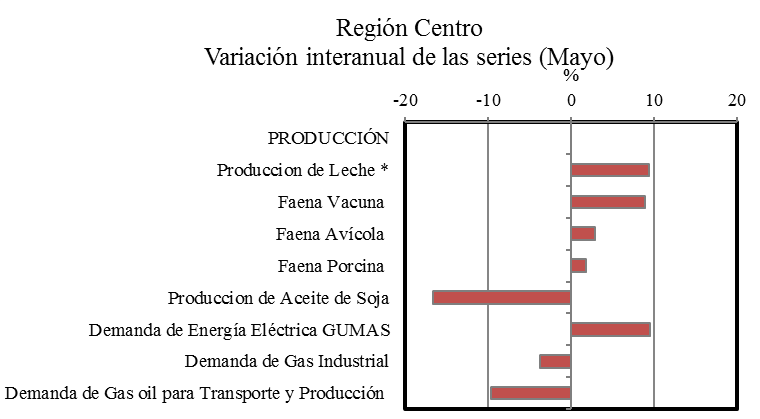 Región Centro
Variación interanual de las series (Mayo)
%
-20 -10 0 10 20
PRODUCCIÓN
Produccion de Leche *
Faena Vacuna
Faena Avícola
Faena Porcina
Produccion de Aceite de Soja
Demanda de Energía Eléctrica GUMAS
Demanda de Gas Industrial
Demanda de Gas oil para Transporte y Producción